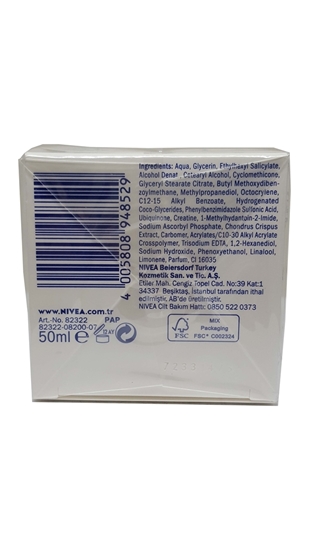 Ingredients: Aqua, Glycerin, Ethylhexyl Salicylate,
Alcohol Denat., Cetearyl Alcohol, Cyclomethicone,
Glyceryl Stearate Citrate, Butyl Methoxydiben-
zoylmethane, Methylpropanediol, Octocrylene,
C12-15 Alkyl Benzoate, Hydrogenated
Coco-Glycerides, Phenylbenzimidazole Sulfonic Acid,
Ubiquinone, Creatine, 1-Methylhydantoin-2-imide,
Sodium Ascorbyl Phosphate, Chondrus Crispus
Extract, Carbomer, Acrylates/C10-30 Alkyl Acrylate
Crosspolymer, Trisodium EDTA, 1,2-Hexanediol,
Sodium Hydroxide, Phenoxyethanol, Linalool,
Limonene, Parfum, CI 16035
NIVEA Beiersdorf Turkey
Kozmetik San. ve Tic. A.Ş.
Etiler Mah. Cengiz Topel Cad. No:39 Kat:1
34337 Beşiktaş, İstanbul tarafından ithal
edilmiştir. AB'de üretilmiştir.
NIVEA Cilt Bakım Hattı: 0850 522 0373
4 005808 948529
www.NIVEA.com.tr
Art.-No. 82322 PAP
82322-08200-07
50ml e
FSC
MIX
Packaging
FSC® C002524